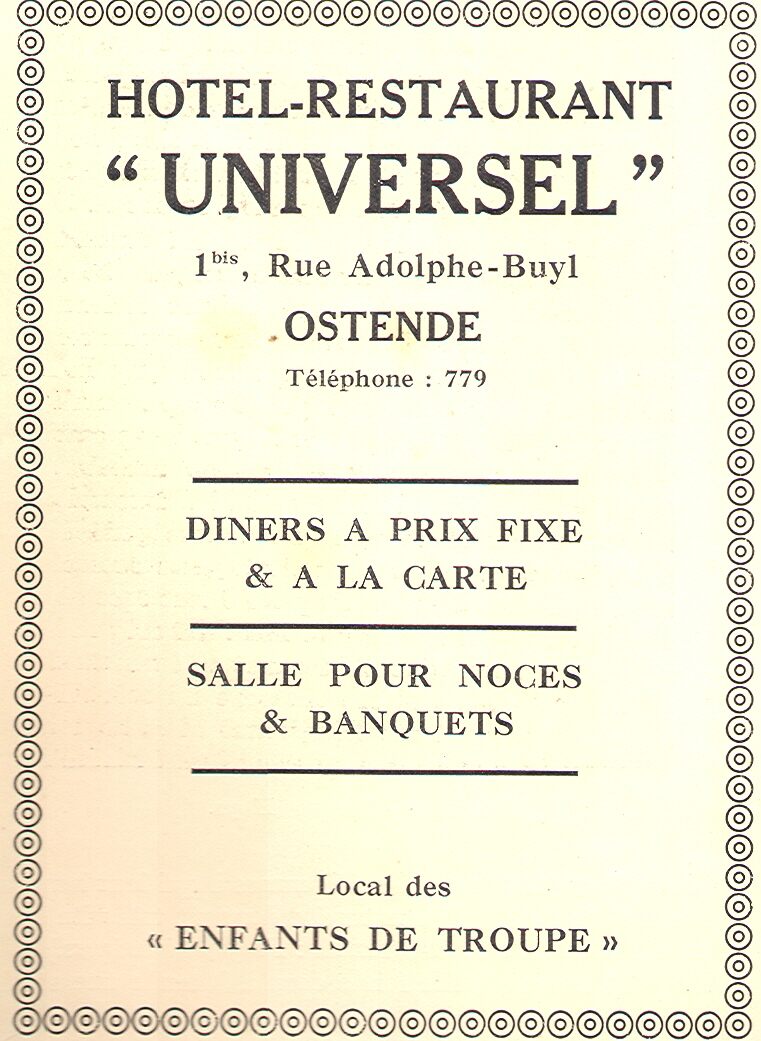 HOTEL-RESTAURANT
“ UNIVERSEL ”
1bis, Rue Adolphe-Buyl
OSTENDE
Téléphone : 779
DINERS A PRIX FIXE
& A LA CARTE
SALLE POUR NOCES
& BANQUETS
Local des
« ENFANTS DE TROUPE »